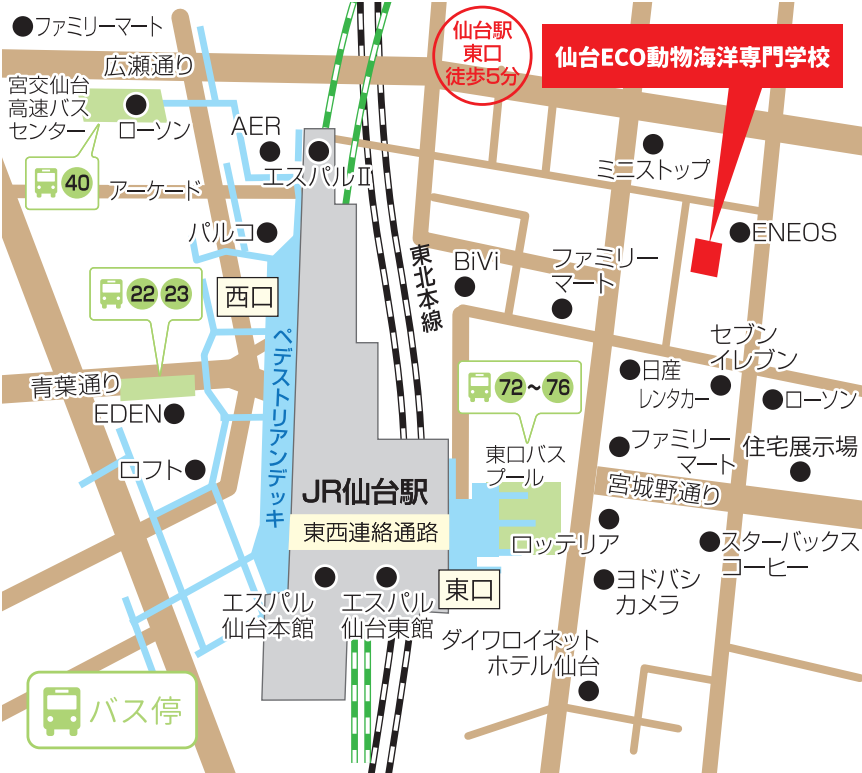 ファミリーマート
広瀬通り
宮交仙台
高速バス
センター
ローソン
40
AER
エスパルⅡ
アーケード
パルコ
仙台駅
東口
徒歩5分
仙台ECO動物海洋専門学校
ミニストップ
ENEOS
東北本線
BiVi
ファミリー
マート
22 23
西口
ペデストリアンデッキ
青葉通り
EDEN
ロフト
セブン
イレブン
日産
レンタカー
ローソン
72~76
東口バス
プール
ファミリー
マート
住宅展示場
宮城野通り
JR仙台駅
東西連絡通路
ロッテリア
スターバックス
コーヒー
東口
ヨドバシ
カメラ
エスパル
仙台本館
エスパル
仙台東館
ダイワロイネット
ホテル仙台
バス停